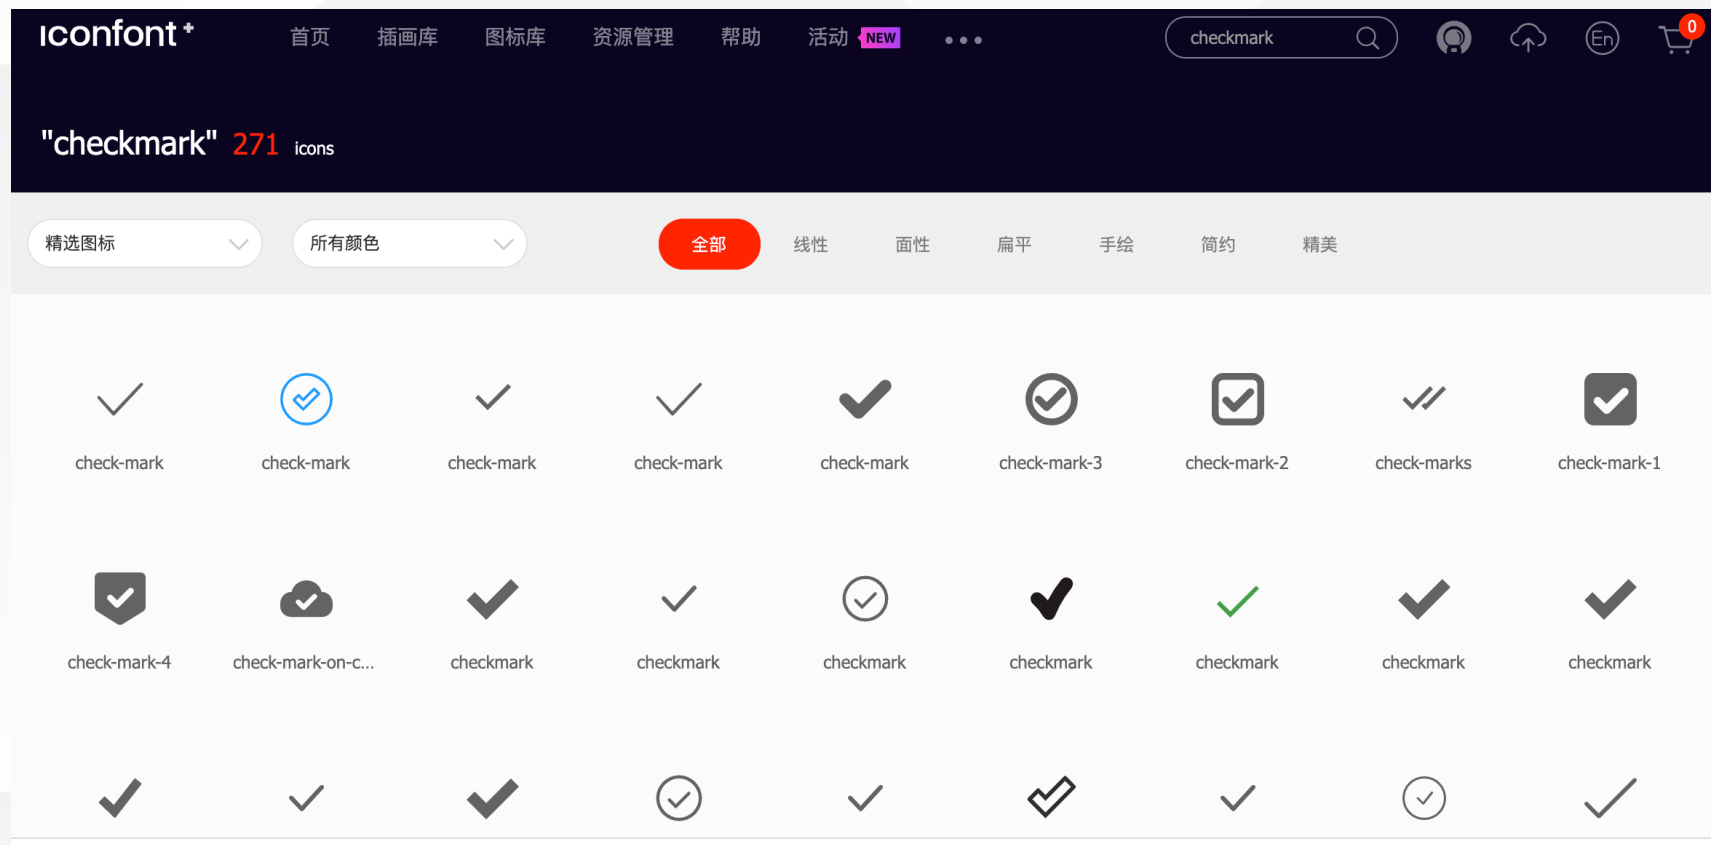 iconfont+ 首页 插画库 图标库 资源管理 帮助 活动 NEW checkmark En 0
"checkmark" 271 icons
精选图标 所有颜色 全部 线性 面性 扁平 手绘 简约 精美
check-mark check-mark check-mark check-mark check-mark check-mark-3 check-mark-2 check-marks check-mark-1
check-mark-4 check-mark-on-c... checkmark checkmark checkmark checkmark checkmark checkmark checkmark